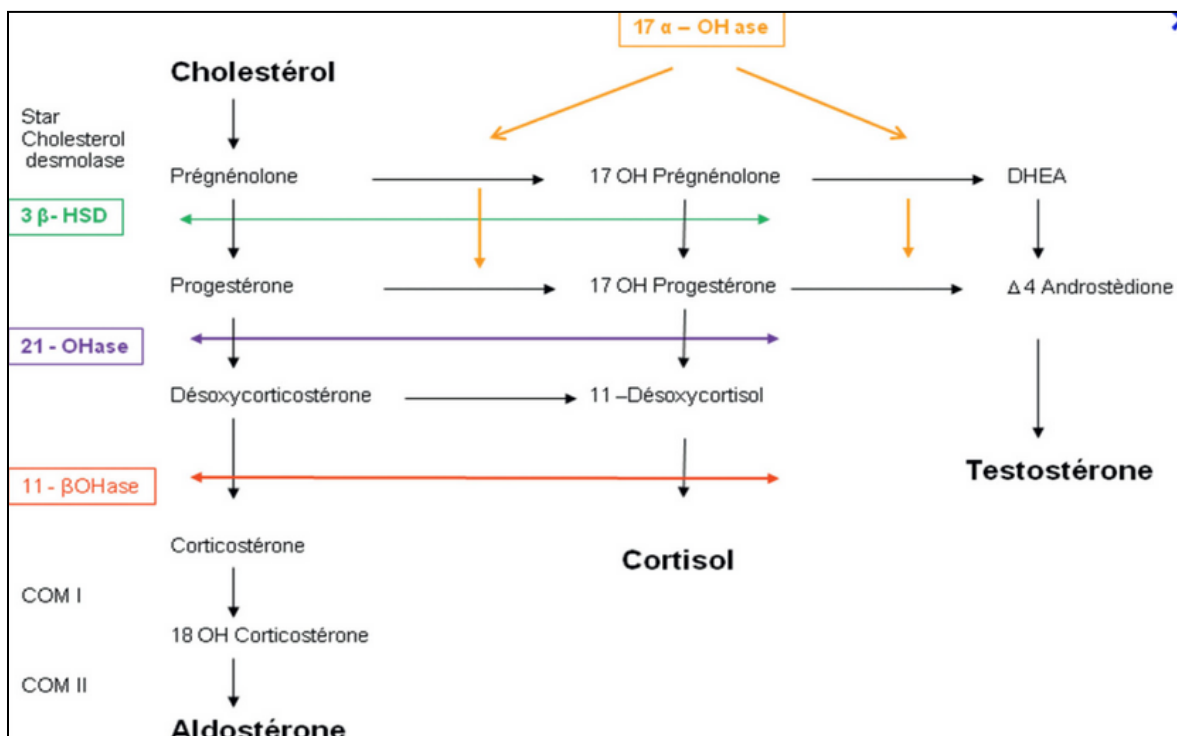 17 α – OH ase
Cholestérol
Star
Cholesterol
desmolase
Prégnénolone
17 OH Prégnénolone
DHEA
3 β- HSD
Progestérone
17 OH Progestérone
Δ4 Androstèdione
21 - OHase
Désoxycorticostérone
11 –Désoxycortisol
Testostérone
11 - βOHase
Corticostérone
Cortisol
COM I
18 OH Corticostérone
COM II
Aldostérone